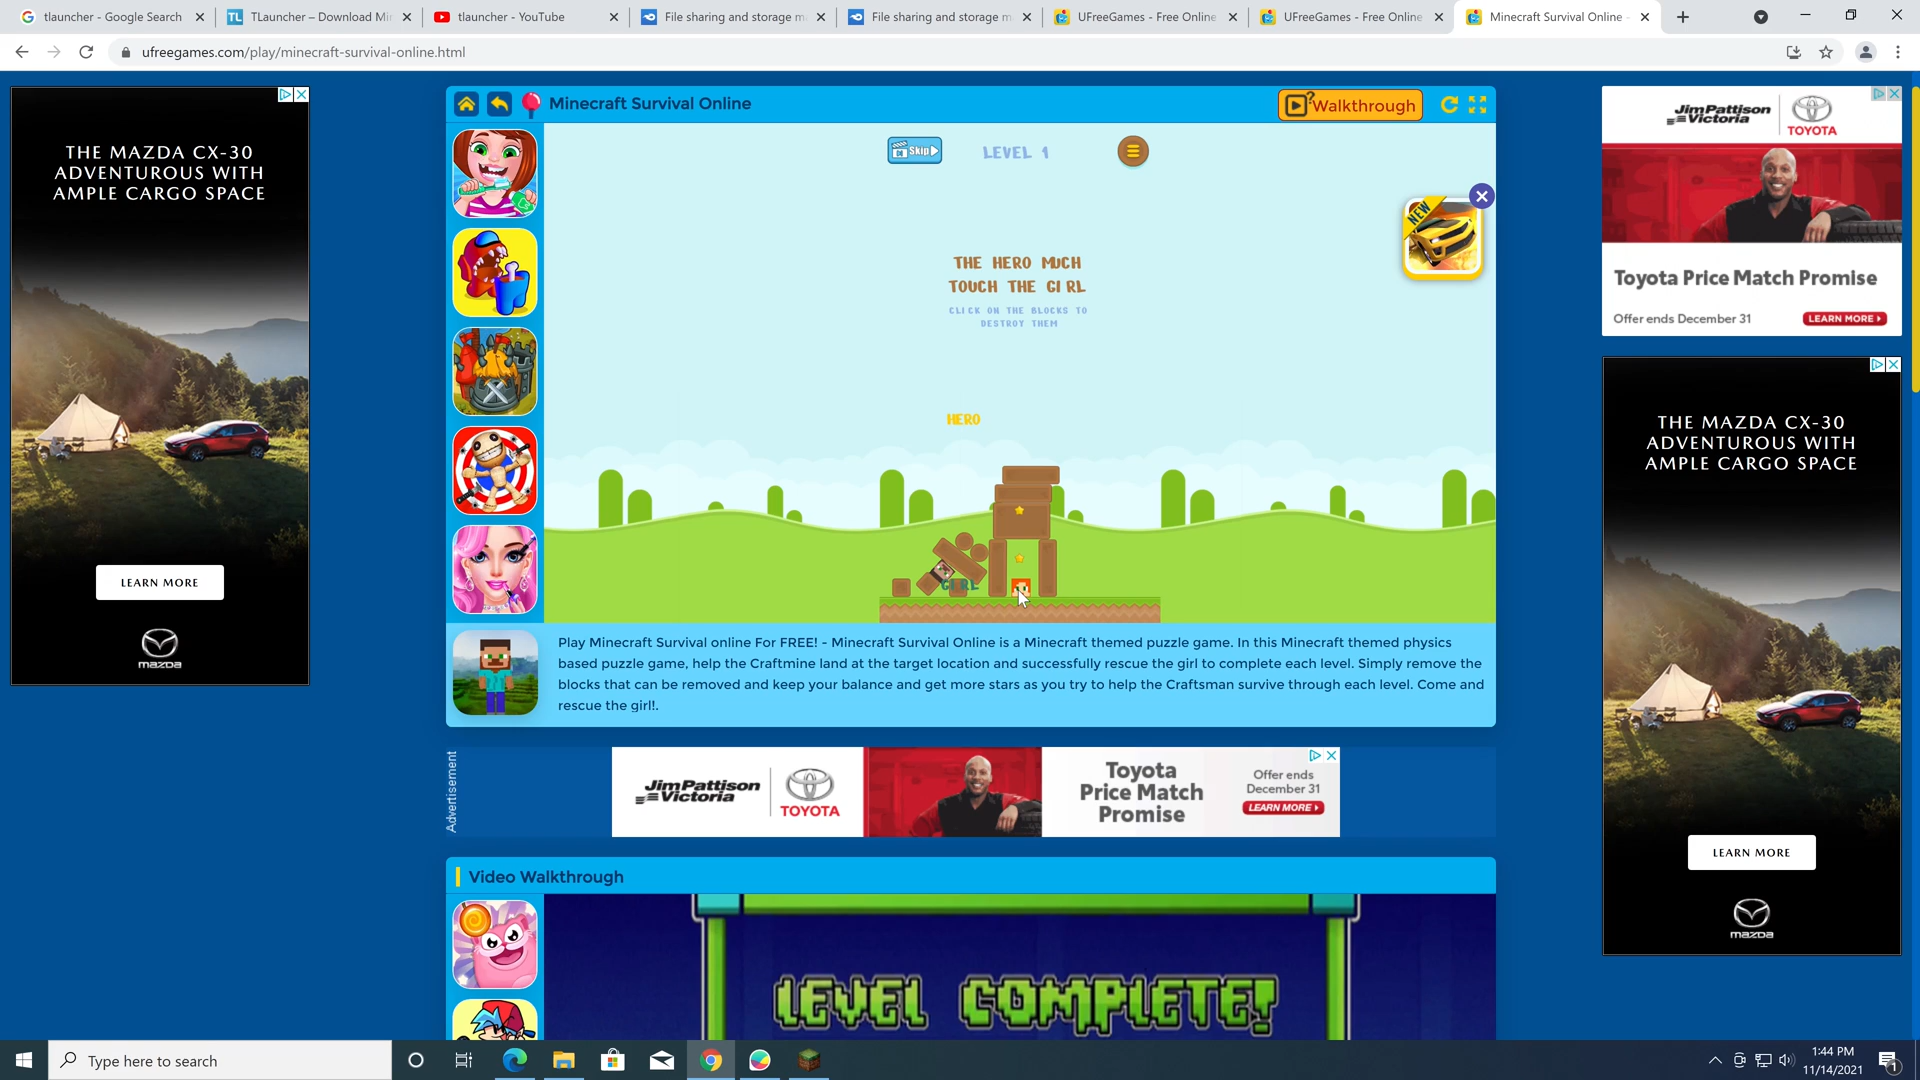 tlauncher - Google Search
TLauncher – Download Mi
tlauncher - YouTube
File sharing and storage m
File sharing and storage m
UFreeGames - Free Online
UFreeGames - Free Online
Minecraft Survival Online -
ufreegames.com/play/minecraft-survival-online.html
THE MAZDA CX-30
ADVENTUROUS WITH
AMPLE CARGO SPACE
LEARN MORE
mazda
Minecraft Survival Online
?
Walkthrough
Skip
LEVEL 1
NEW
THE HERO MUCH
TOUCH THE GIRL
CLICK ON THE BLOCKS TO
DESTROY THEM
HERO
GIRL
Play Minecraft Survival online For FREE! - Minecraft Survival Online is a Minecraft themed puzzle game. In this Minecraft themed physics
based puzzle game, help the Craftmine land at the target location and successfully rescue the girl to complete each level. Simply remove the
blocks that can be removed and keep your balance and get more stars as you try to help the Craftsman survive through each level. Come and
rescue the girl!.
Advertisement
JimPattison
Victoria
TOYOTA
Toyota
Price Match
Promise
Offer ends
December 31
LEARN MORE
Video Walkthrough
LEVEL COMPLETE!
JimPattison
Victoria
TOYOTA
Toyota Price Match Promise
Offer ends December 31
LEARN MORE
THE MAZDA CX-30
ADVENTUROUS WITH
AMPLE CARGO SPACE
LEARN MORE
mazda
Type here to search
1:44 PM
11/14/2021
1